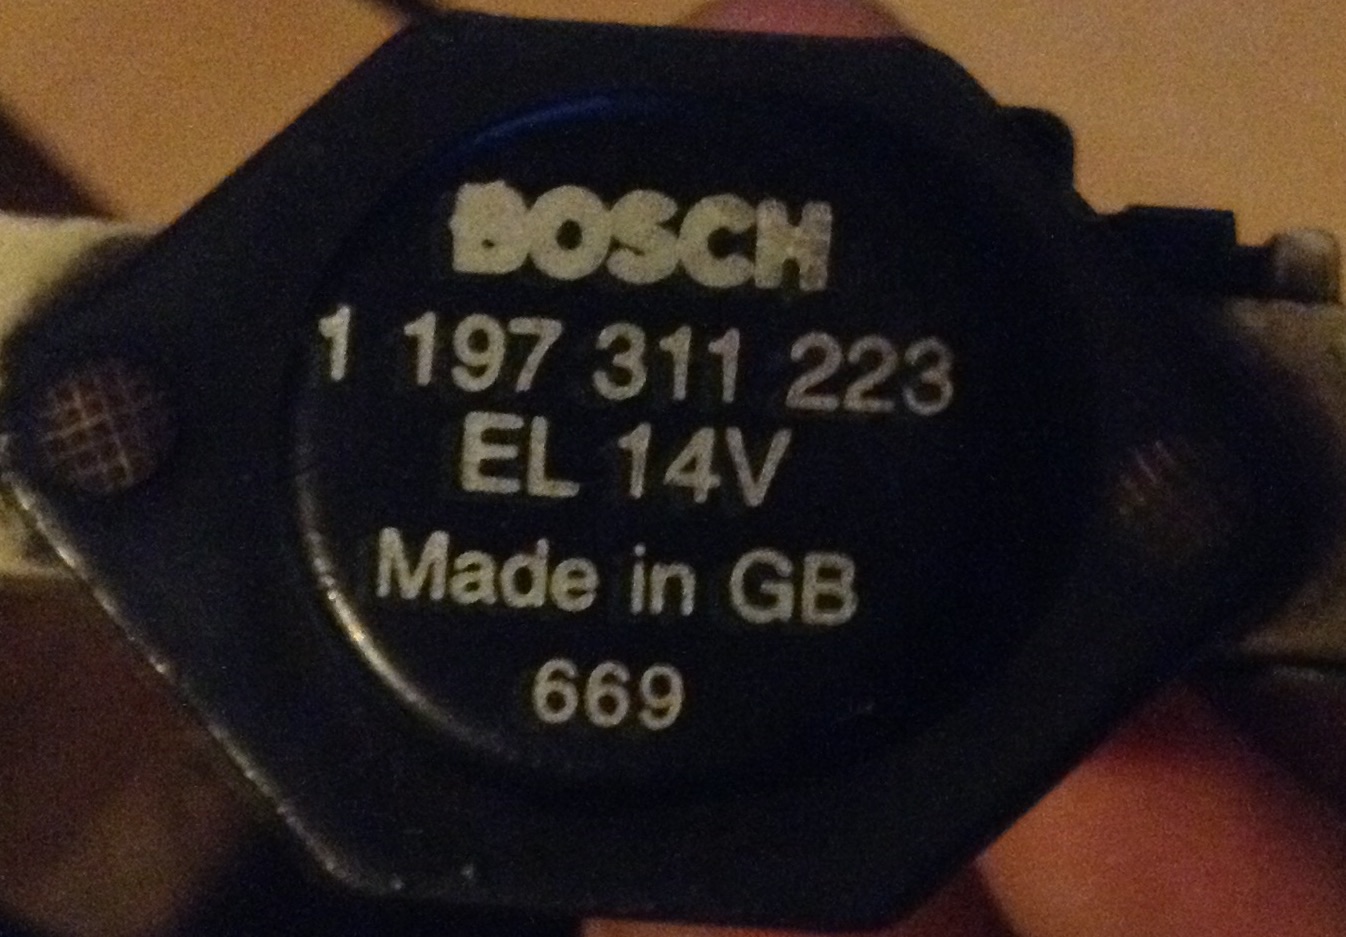 BOSCH
1 197 311 223
EL 14V
Made in GB
669